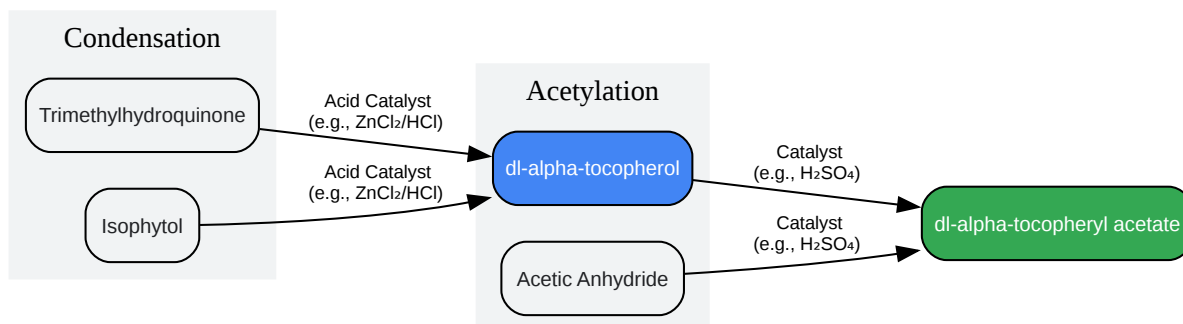 Condensation
Trimethylhydroquinone
Isophytol
Acid Catalyst
(e.g., ZnCl₂/HCl)
Acid Catalyst
(e.g., ZnCl₂/HCl)
Acetylation
dl-alpha-tocopherol
Acetic Anhydride
Catalyst
(e.g., H₂SO₄)
Catalyst
(e.g., H₂SO₄)
dl-alpha-tocopheryl acetate